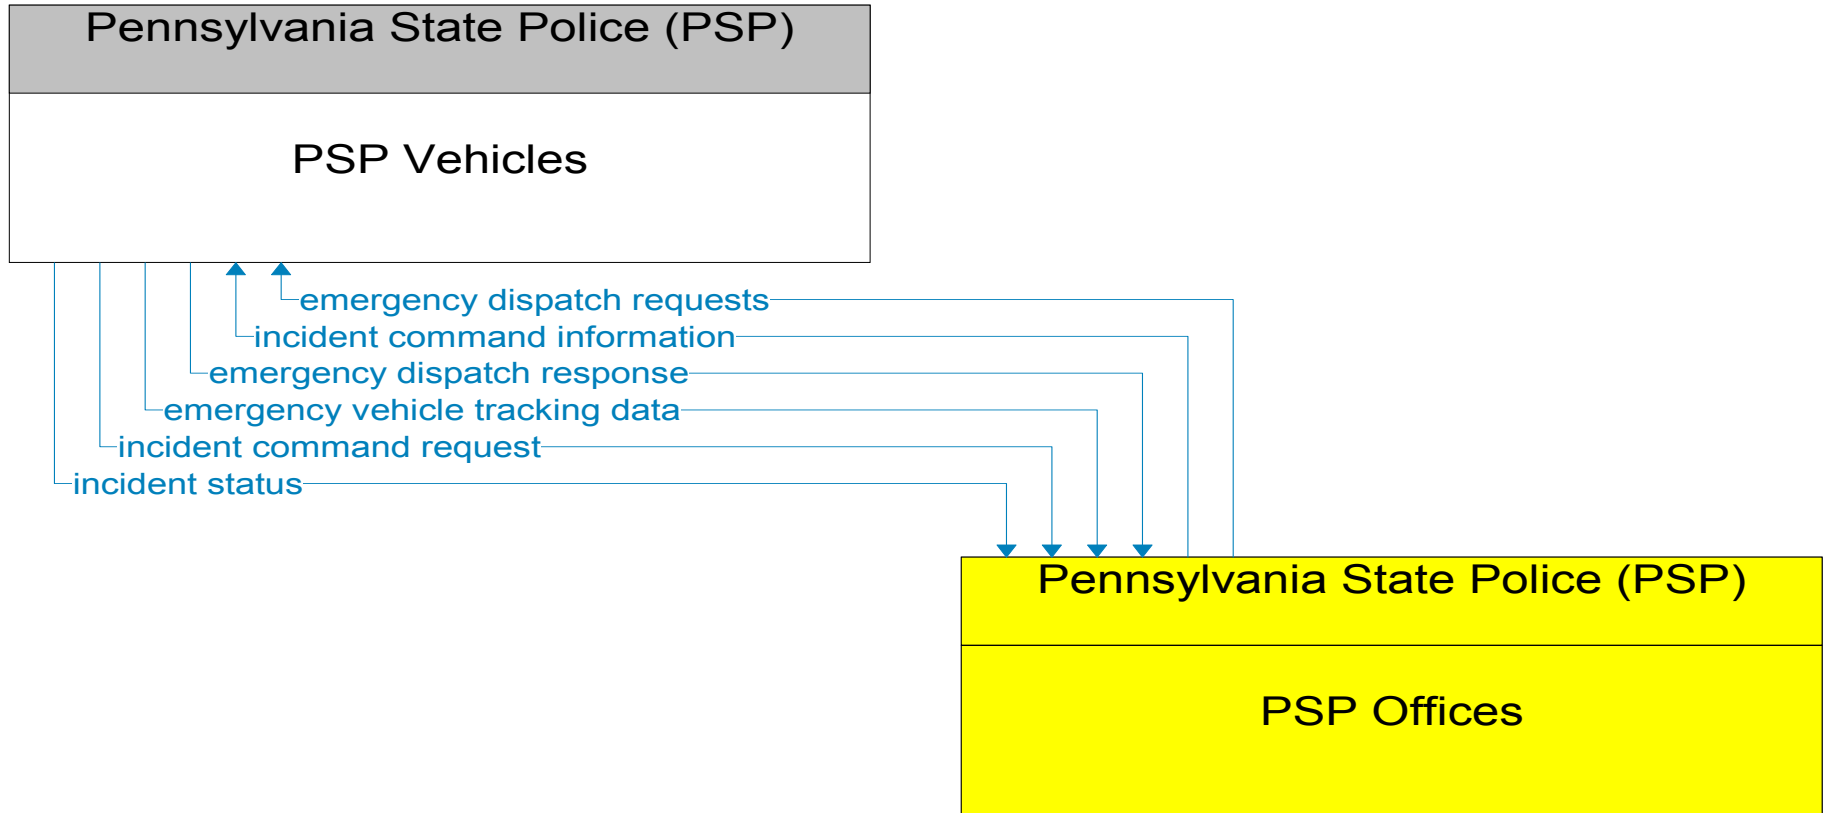 Pennsylvania State Police (PSP)
PSP Vehicles
emergency dispatch requests
incident command information
emergency dispatch response
emergency vehicle tracking data
incident command request
incident status
Pennsylvania State Police (PSP)
PSP Offices